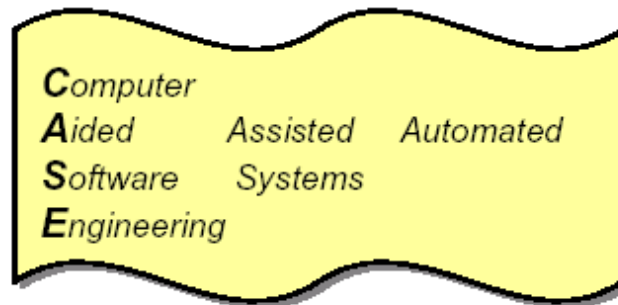 Computer
Aided Assisted Automated
Software Systems
Engineering